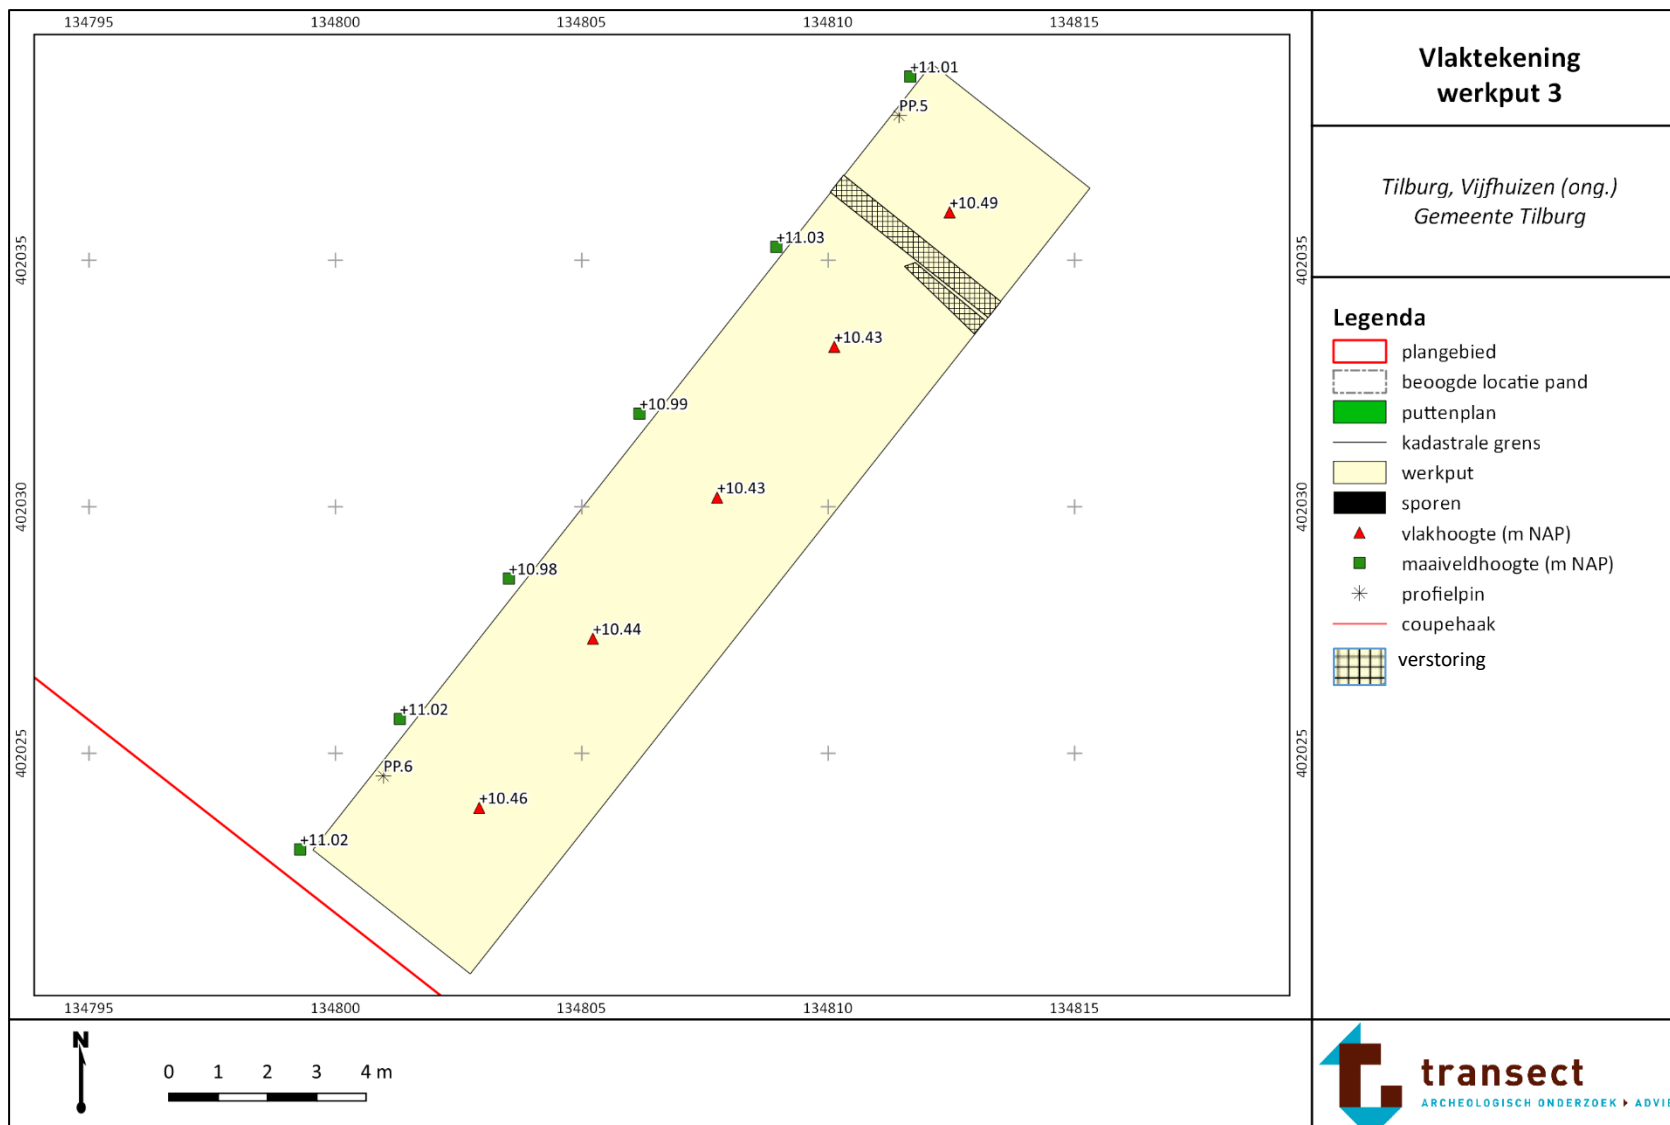 134795 134800 134805 134810 134815
+11.01
PP.5
+10.49
+11.03
402035 402035
+10.43
+10.99
+10.43
402030 402030
+10.98
+10.44
+11.02
402025 402025
PP.6
+10.46
+11.02
134795 134800 134805 134810 134815
N
0 1 2 3 4 m
Vlaktekening
werkput 3
Tilburg, Vijfhuizen (ong.)
Gemeente Tilburg
Legenda
plangebied
beoogde locatie pand
puttenplan
kadastrale grens
werkput
sporen
vlakhoogte (m NAP)
maaiveldhoogte (m NAP)
profielpin
coupehaak
verstoring
transect
ARCHEOLOGISCH ONDERZOEK ▸ ADVIE